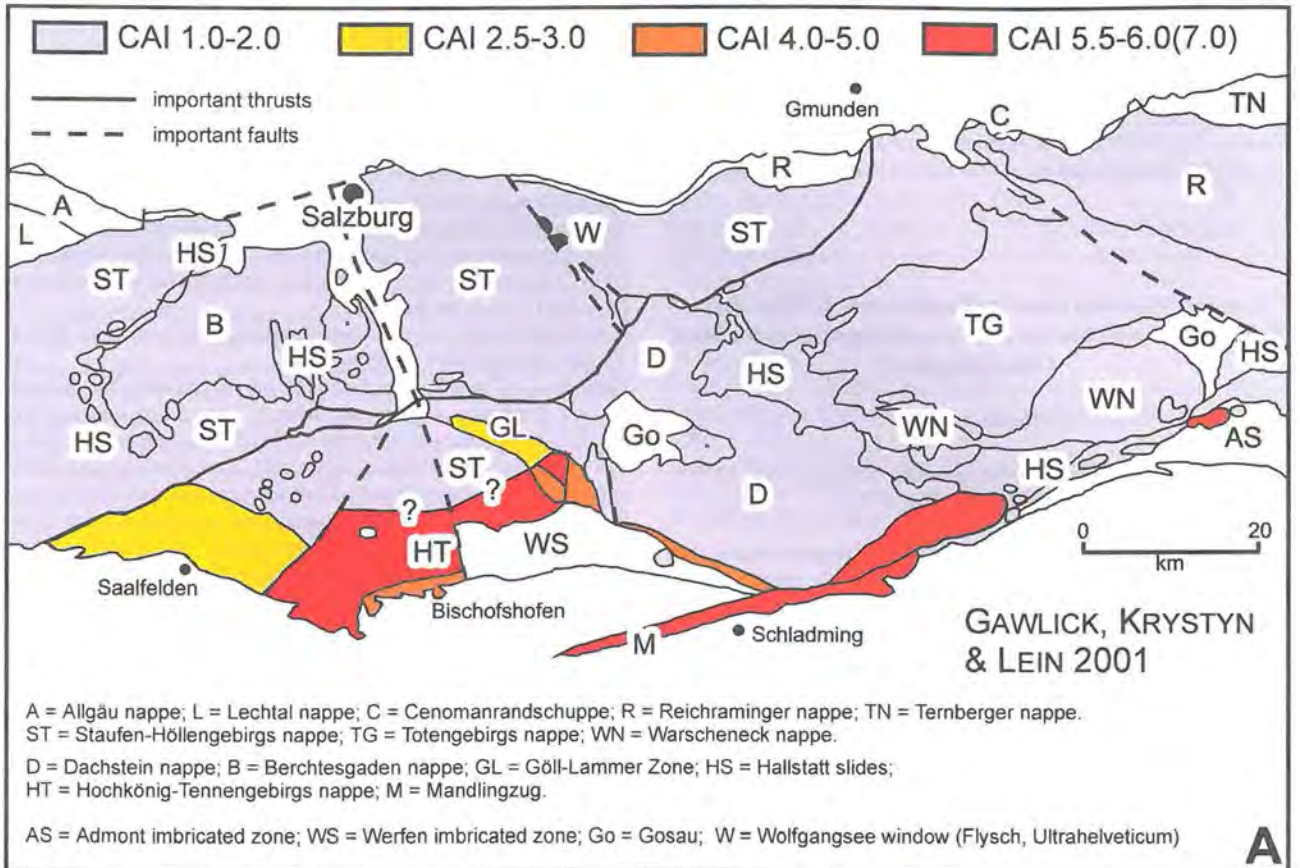 CAI 1.0-2.0 CAI 2.5-3.0 CAI 4.0-5.0 CAI 5.5-6.0(7.0)
important thrusts
important faults
Gmunden
C
TN
R
R
A
Salzburg
L
HS
W
ST
ST
ST
B
TG
HS
D
HS
Go
HS
WN
HS
ST
GL
Go
WN
AS
ST
HS
?
?
D
HT
WS
0 20
km
Saalfelden
Bischofshofen
M
Schladming
GAWLICK, KRYSTYN
& LEIN 2001
A = Allgäu nappe; L = Lechtal nappe; C = Cenomanrandschuppe; R = Reichraminger nappe; TN = Ternberger nappe.
ST = Staufen-Höllengebirgs nappe; TG = Totengebirgs nappe; WN = Warscheneck nappe.
D = Dachstein nappe; B = Berchtesgaden nappe; GL = Göll-Lammer Zone; HS = Hallstatt slides;
HT = Hochkönig-Tennengebirgs nappe; M = Mandlingzug.
AS = Admont imbricated zone; WS = Werfen imbricated zone; Go = Gosau; W = Wolfgangsee window (Flysch, Ultrahelveticum)
A